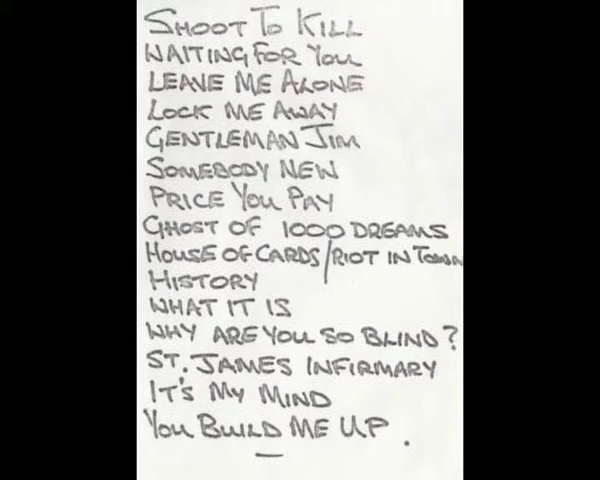 SHOOT TO KILL
WAITING FOR YOU
LEAVE ME ALONE
LOCK ME AWAY
GENTLEMAN JIM
SOMEBODY NEW
PRICE YOU PAY
GHOST OF 1000 DREAMS
HOUSE OF CARDS/RIOT IN TOWN
HISTORY
WHAT IT IS
WHY ARE YOU SO BLIND?
ST. JAMES INFIRMARY
IT'S MY MIND
YOU BUILD ME UP.